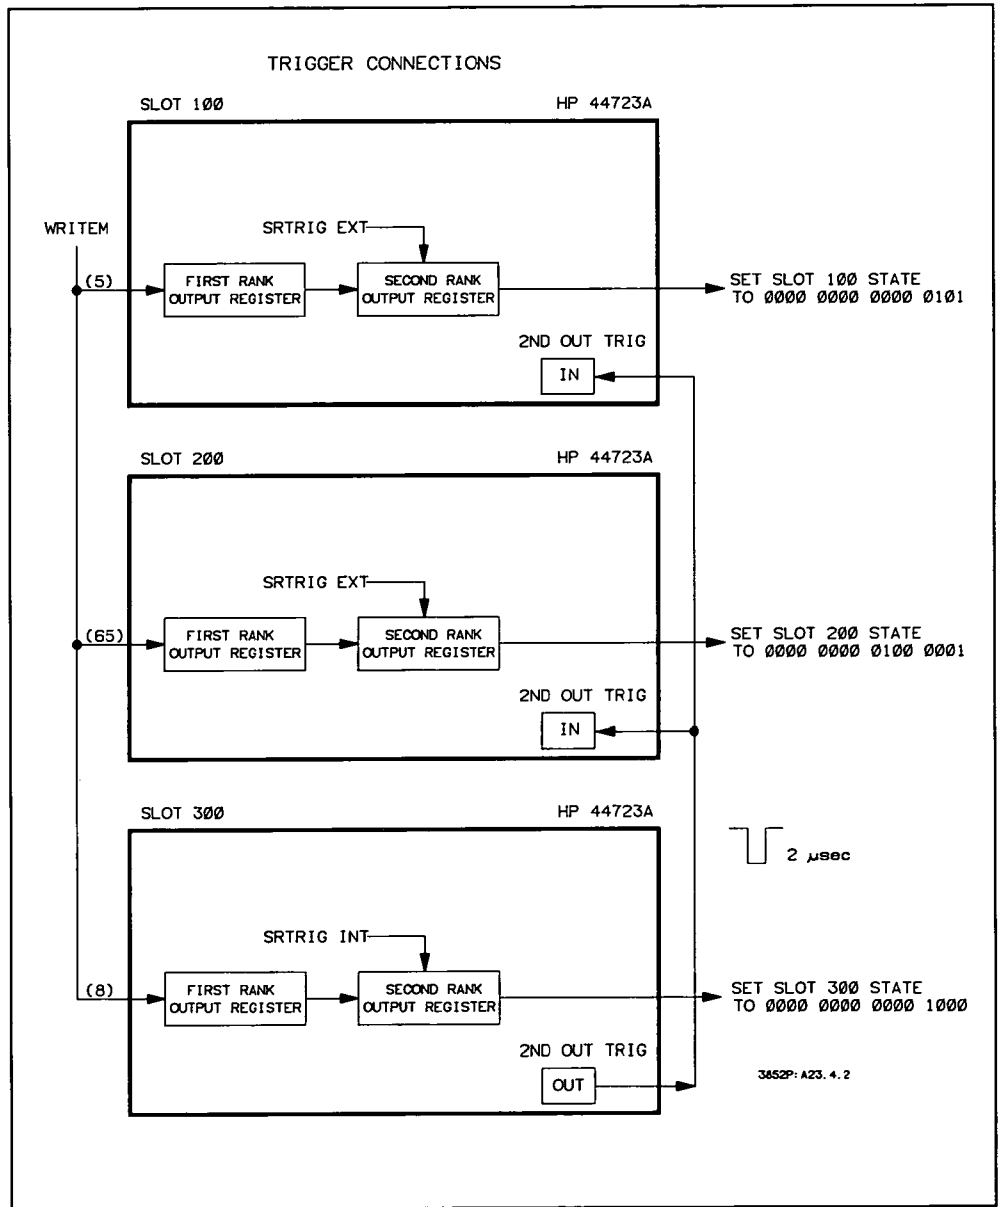 TRIGGER CONNECTIONS
SLOT 100
HP 44723A
WRITEM
SRTRIG EXT
(5)
FIRST RANK
OUTPUT REGISTER
SECOND RANK
OUTPUT REGISTER
SET SLOT 100 STATE
TO 0000 0000 0000 0101
2ND OUT TRIG
IN
SLOT 200
HP 44723A
SRTRIG EXT
(65)
FIRST RANK
OUTPUT REGISTER
SECOND RANK
OUTPUT REGISTER
SET SLOT 200 STATE
TO 0000 0000 0100 0001
2ND OUT TRIG
IN
SLOT 300
HP 44723A
2 μsec
SRTRIG INT
(8)
FIRST RANK
OUTPUT REGISTER
SECOND RANK
OUTPUT REGISTER
SET SLOT 300 STATE
TO 0000 0000 0000 1000
2ND OUT TRIG
OUT
3852P:A23.4.2